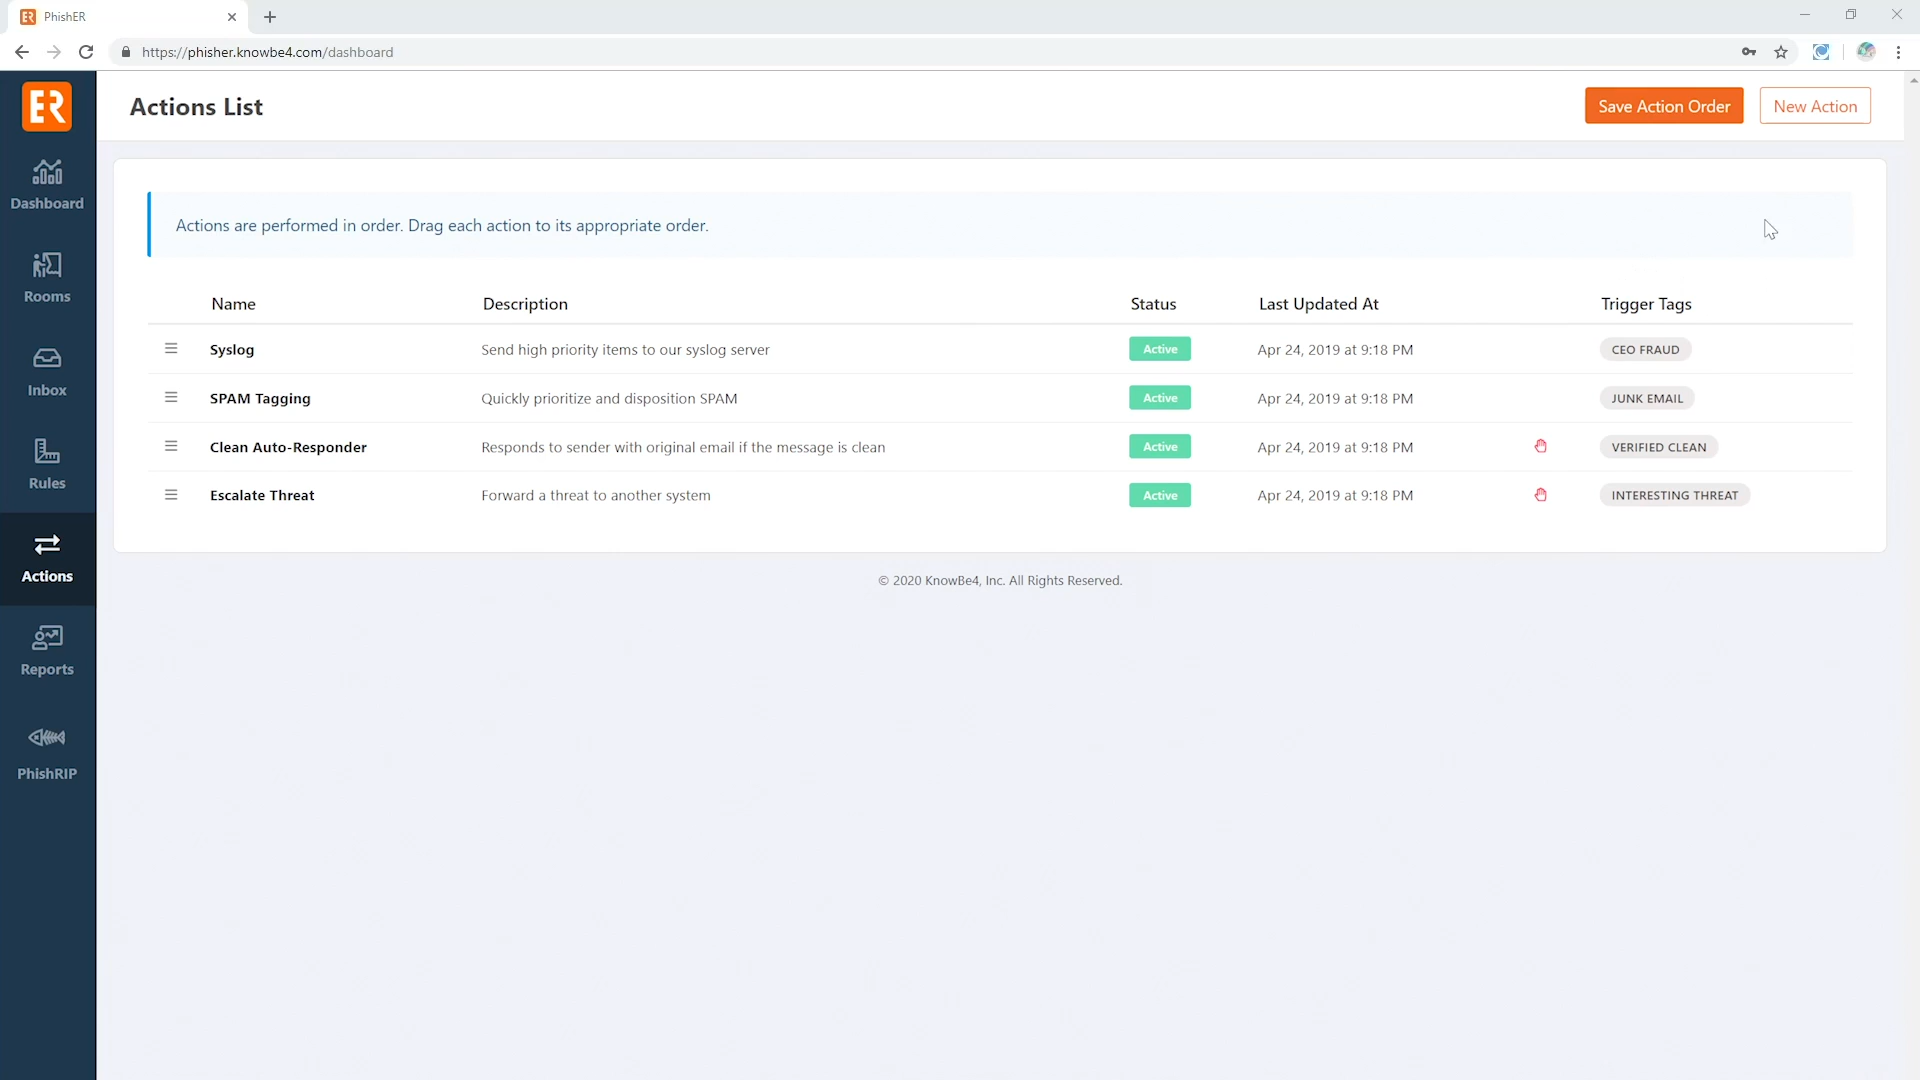 PhishER
https://phisher.knowbe4.com/dashboard
ER
Actions List
Save Action Order
New Action
Dashboard
Rooms
Inbox
Rules
Actions
Reports
PhishRIP
Actions are performed in order. Drag each action to its appropriate order.
Name Description Status Last Updated At Trigger Tags
Syslog Send high priority items to our syslog server Active Apr 24, 2019 at 9:18 PM CEO FRAUD
SPAM Tagging Quickly prioritize and disposition SPAM Active Apr 24, 2019 at 9:18 PM JUNK EMAIL
Clean Auto-Responder Responds to sender with original email if the message is clean Active Apr 24, 2019 at 9:18 PM VERIFIED CLEAN
Escalate Threat Forward a threat to another system Active Apr 24, 2019 at 9:18 PM INTERESTING THREAT
© 2020 KnowBe4, Inc. All Rights Reserved.